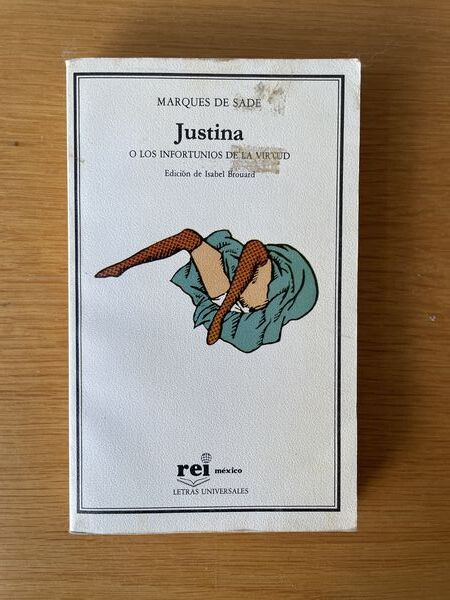 MARQUES DE SADE
Justina
O LOS INFORTUNIOS DE LA VIRTUD
Edición de Isabel Brouard
rei méxico
LETRAS UNIVERSALES